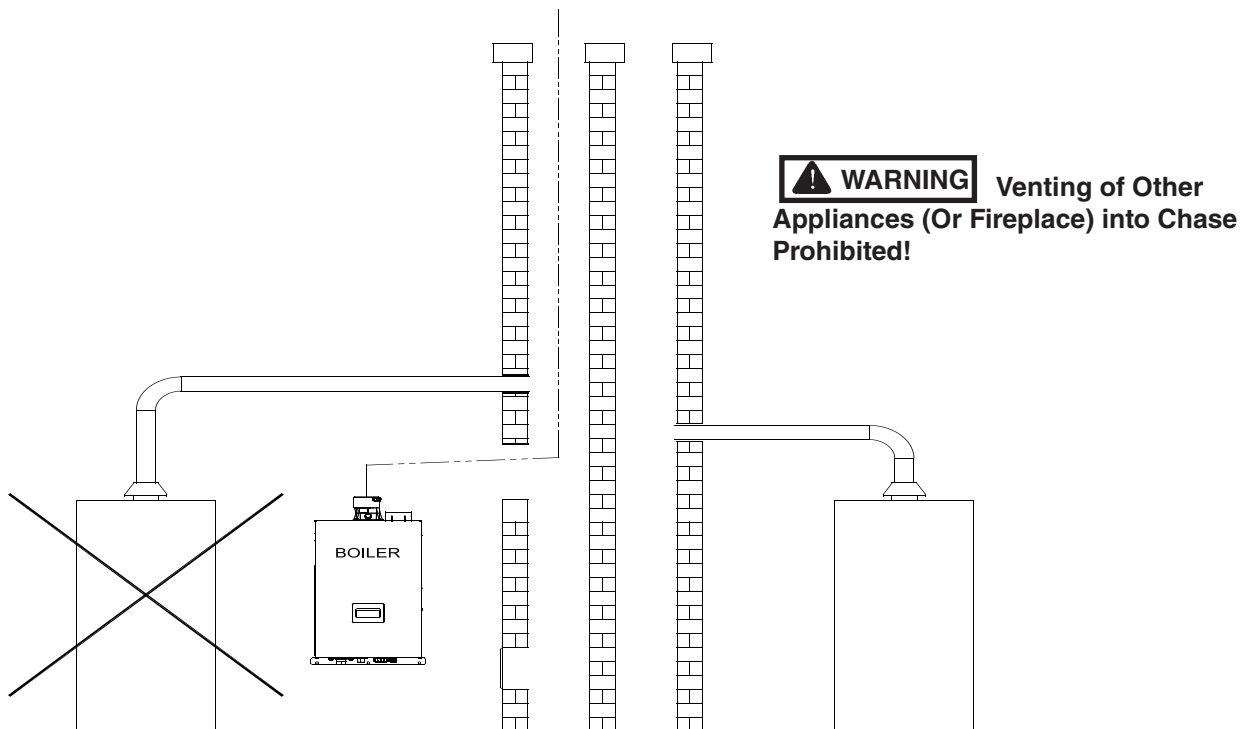 WARNING Venting of Other
Appliances (Or Fireplace) into Chase
Prohibited!
BOILER